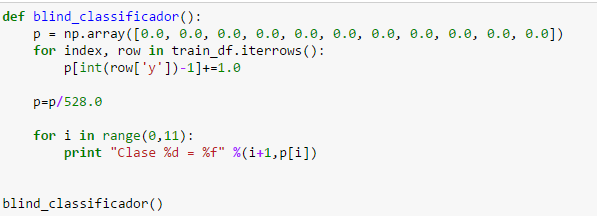 def blind_classificador():
    p = np.array([0.0, 0.0, 0.0, 0.0, 0.0, 0.0, 0.0, 0.0, 0.0, 0.0, 0.0])
    for index, row in train_df.iterrows():
        p[int(row['y'])-1]+=1.0
    p=p/528.0
    for i in range(0,11):
        print "Clase %d = %f" %(i+1,p[i])
blind_classificador()